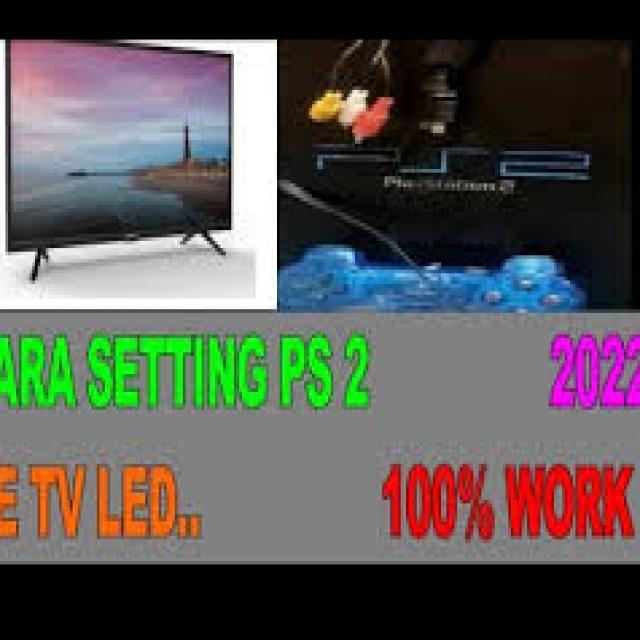 PlayStation 2
ARA SETTING PS 2
2022
E TV LED..
100% WORK